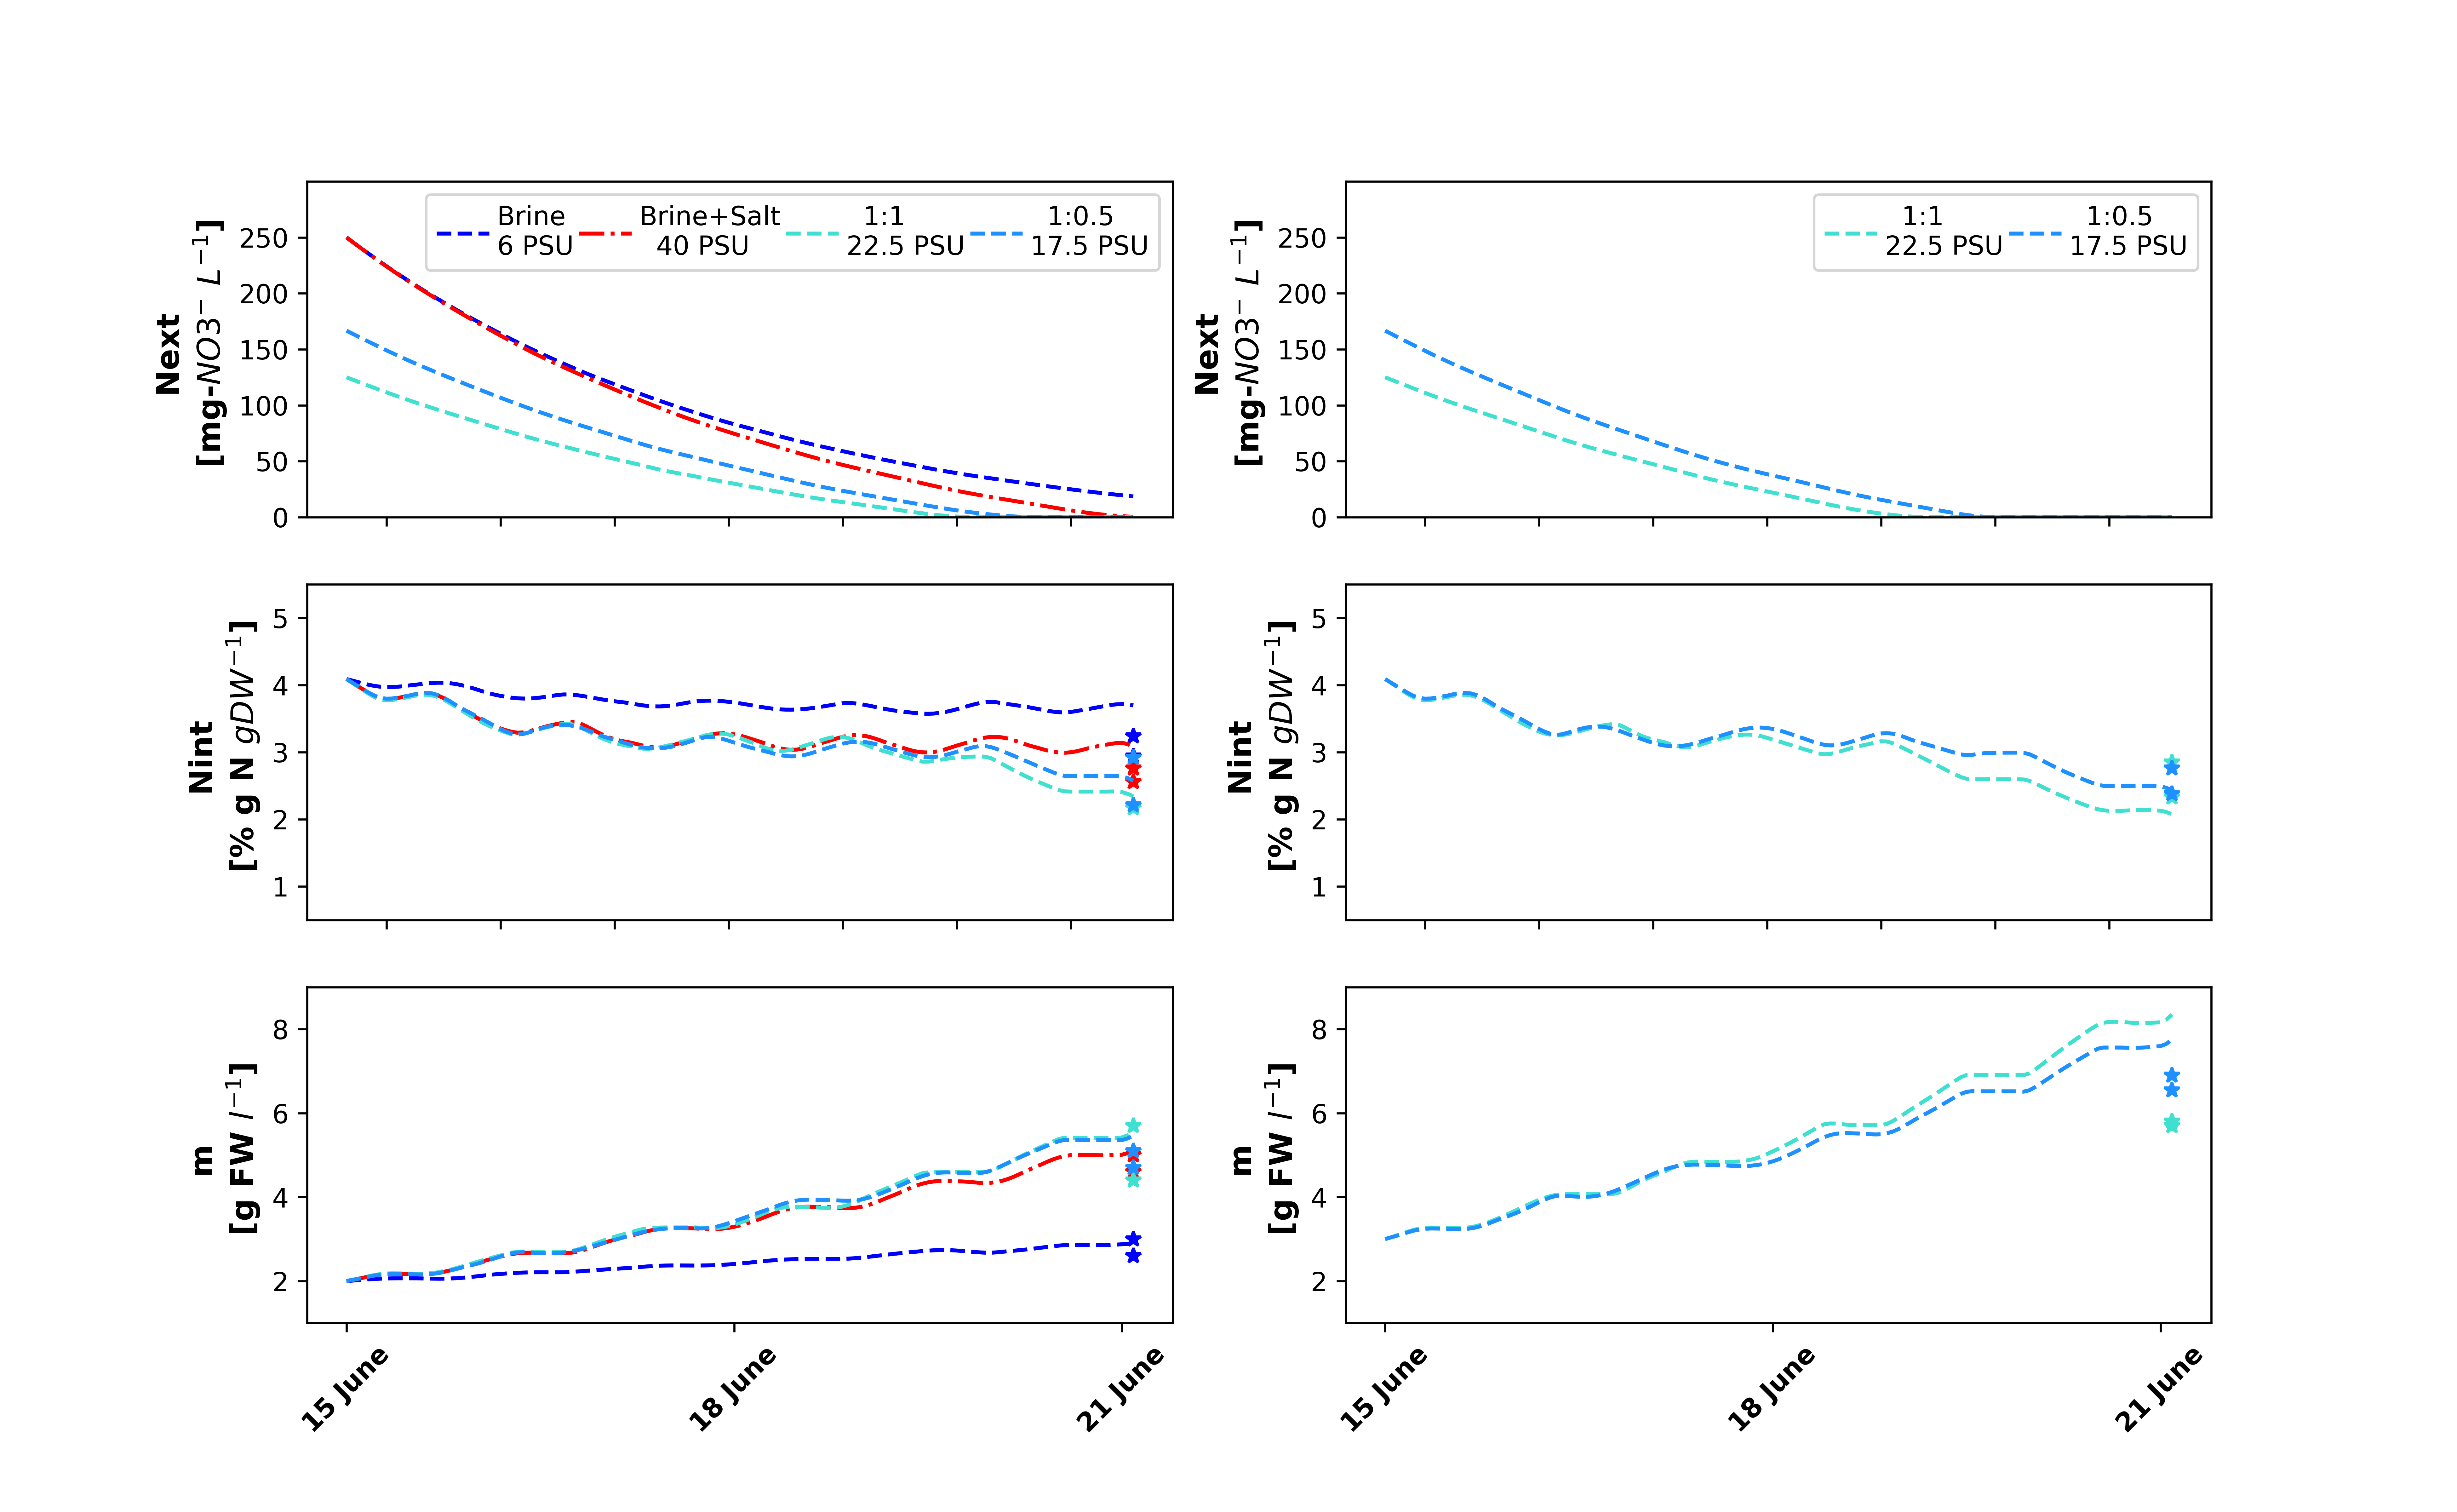 Brine Brine+Salt 1:1 1:0.5
6 PSU 40 PSU 22.5 PSU 17.5 PSU
Next
[mg-NO3⁻ L⁻¹]
250
200
150
100
50
0
1:1 1:0.5
22.5 PSU 17.5 PSU
Next
[mg-NO3⁻ L⁻¹]
250
200
150
100
50
0
Nint
[% g N gDW⁻¹]
5
4
3
2
1
Nint
[% g N gDW⁻¹]
5
4
3
2
1
m
[g FW l⁻¹]
8
6
4
2
15 June
18 June
21 June
m
[g FW l⁻¹]
8
6
4
2
15 June
18 June
21 June